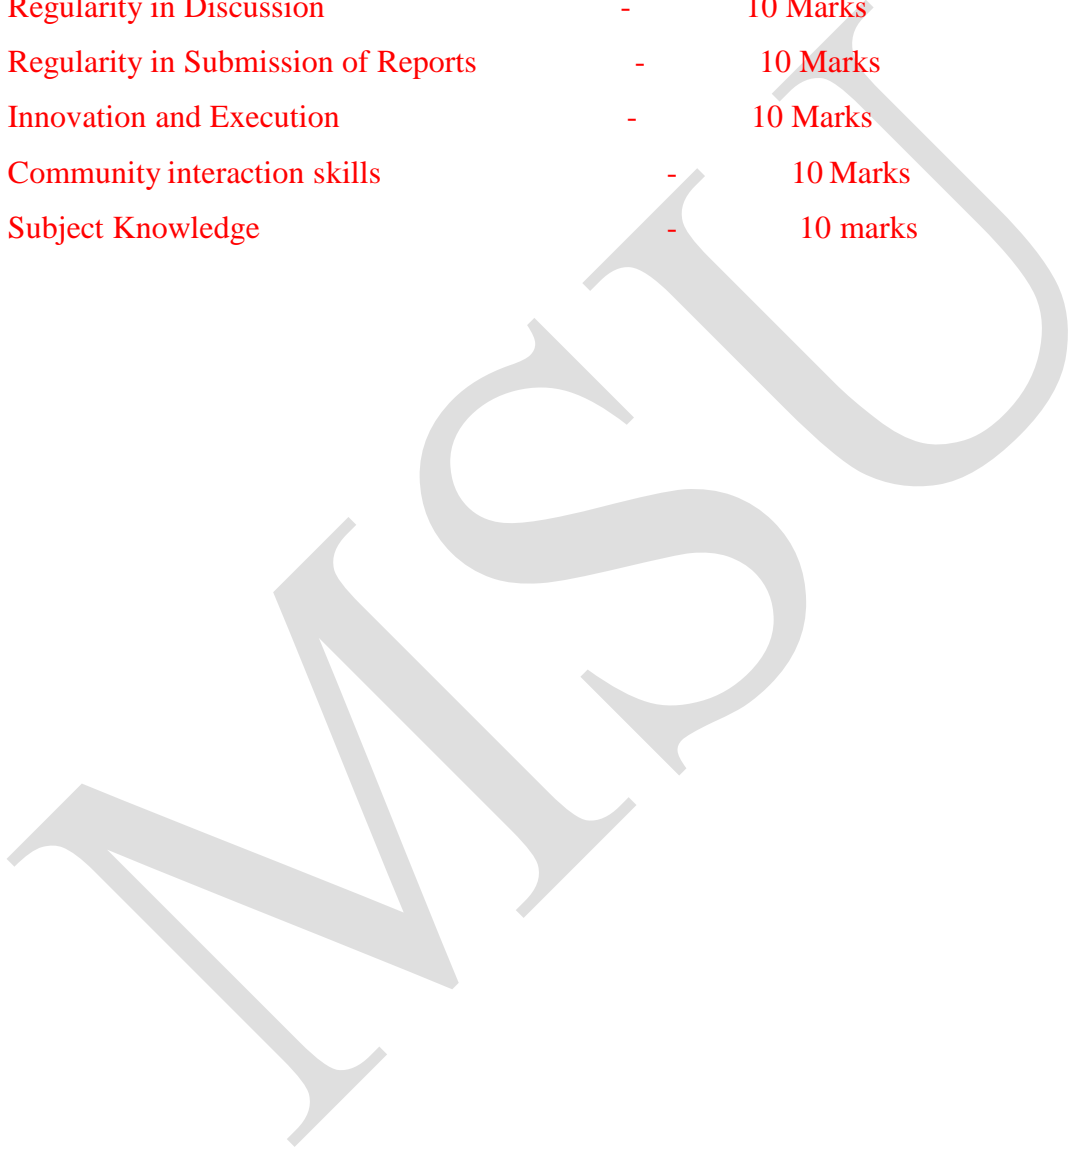 Regularity in Discussion - 10 Marks
Regularity in Submission of Reports - 10 Marks
Innovation and Execution - 10 Marks
Community interaction skills - 10 Marks
Subject Knowledge - 10 marks
MSU